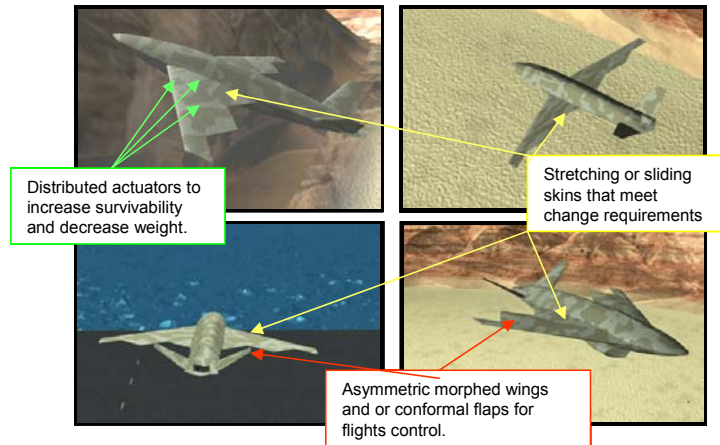 Distributed actuators to
increase survivability
and decrease weight.
Stretching or sliding
skins that meet
change requirements
Asymmetric morphed wings
and or conformal flaps for
flights control.